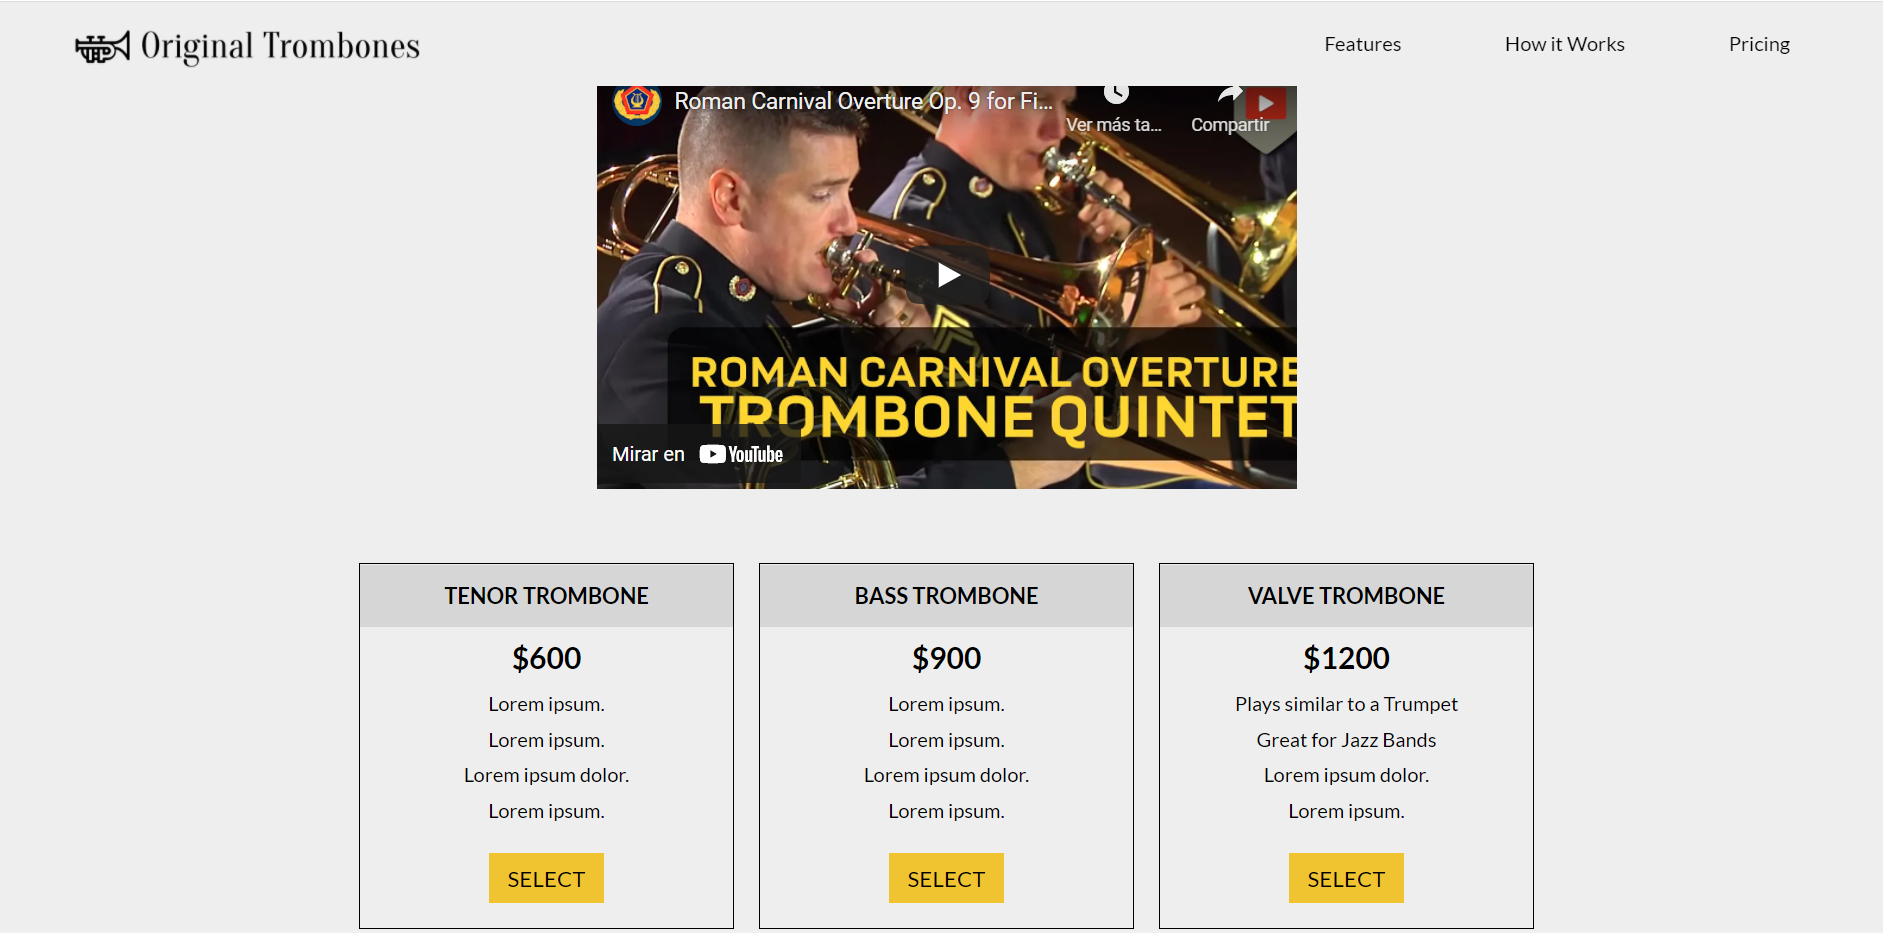 Original Trombones
Features
How it Works
Pricing
Roman Carnival Overture Op. 9 for Fi...
Ver más ta...
Compartir
ROMAN CARNIVAL OVERTURE
TROMBONE QUINTET
Mirar en YouTube
TENOR TROMBONE
$600
Lorem ipsum.
Lorem ipsum.
Lorem ipsum dolor.
Lorem ipsum.
SELECT
BASS TROMBONE
$900
Lorem ipsum.
Lorem ipsum.
Lorem ipsum dolor.
Lorem ipsum.
SELECT
VALVE TROMBONE
$1200
Plays similar to a Trumpet
Great for Jazz Bands
Lorem ipsum dolor.
Lorem ipsum.
SELECT